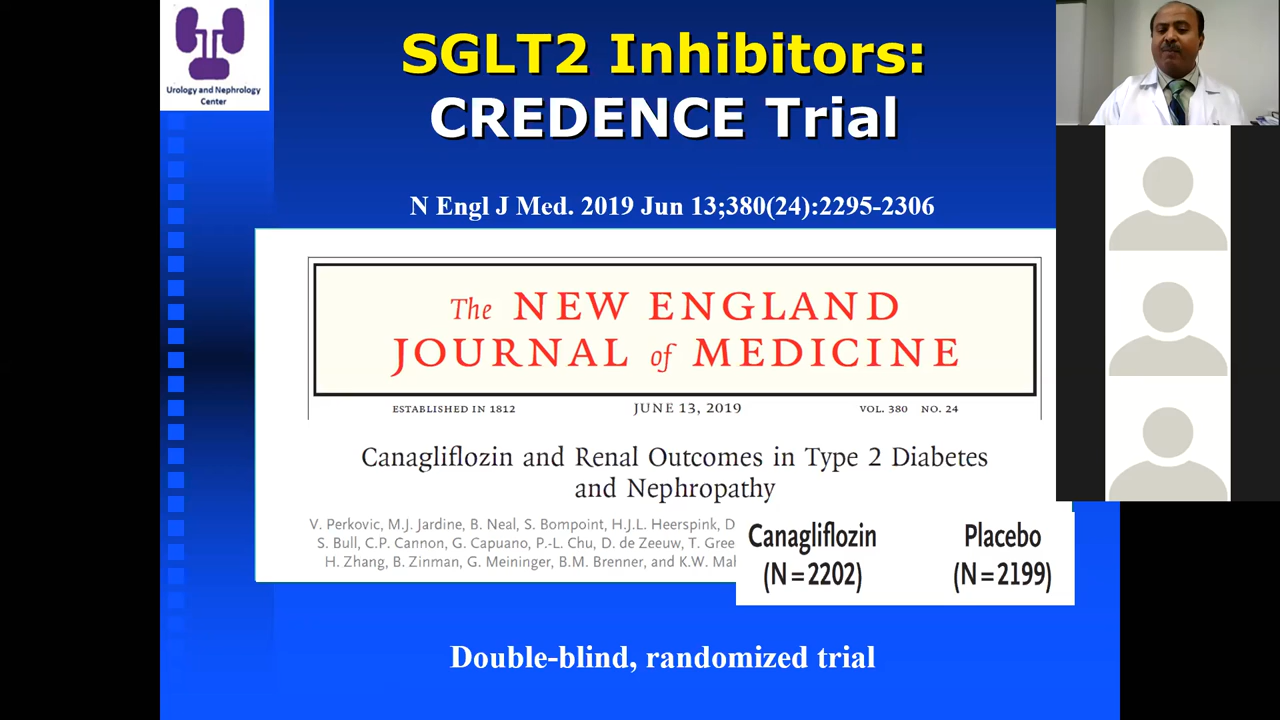 Urology and Nephrology
Center
SGLT2 Inhibitors:
CREDENCE Trial
N Engl J Med. 2019 Jun 13;380(24):2295-2306
The NEW ENGLAND
JOURNAL of MEDICINE
ESTABLISHED IN 1812 JUNE 13, 2019 VOL. 380 NO. 24
Canagliflozin and Renal Outcomes in Type 2 Diabetes
and Nephropathy
V. Perkovic, M.J. Jardine, B. Neal, S. Bompoint, H.J.L. Heerspink, D
S. Bull, C.P. Cannon, G. Capuano, P.-L. Chu, D. de Zeeuw, T. Gree
H. Zhang, B. Zinman, G. Meininger, B.M. Brenner, and K.W. Mah
Canagliflozin Placebo
(N=2202) (N=2199)
Double-blind, randomized trial